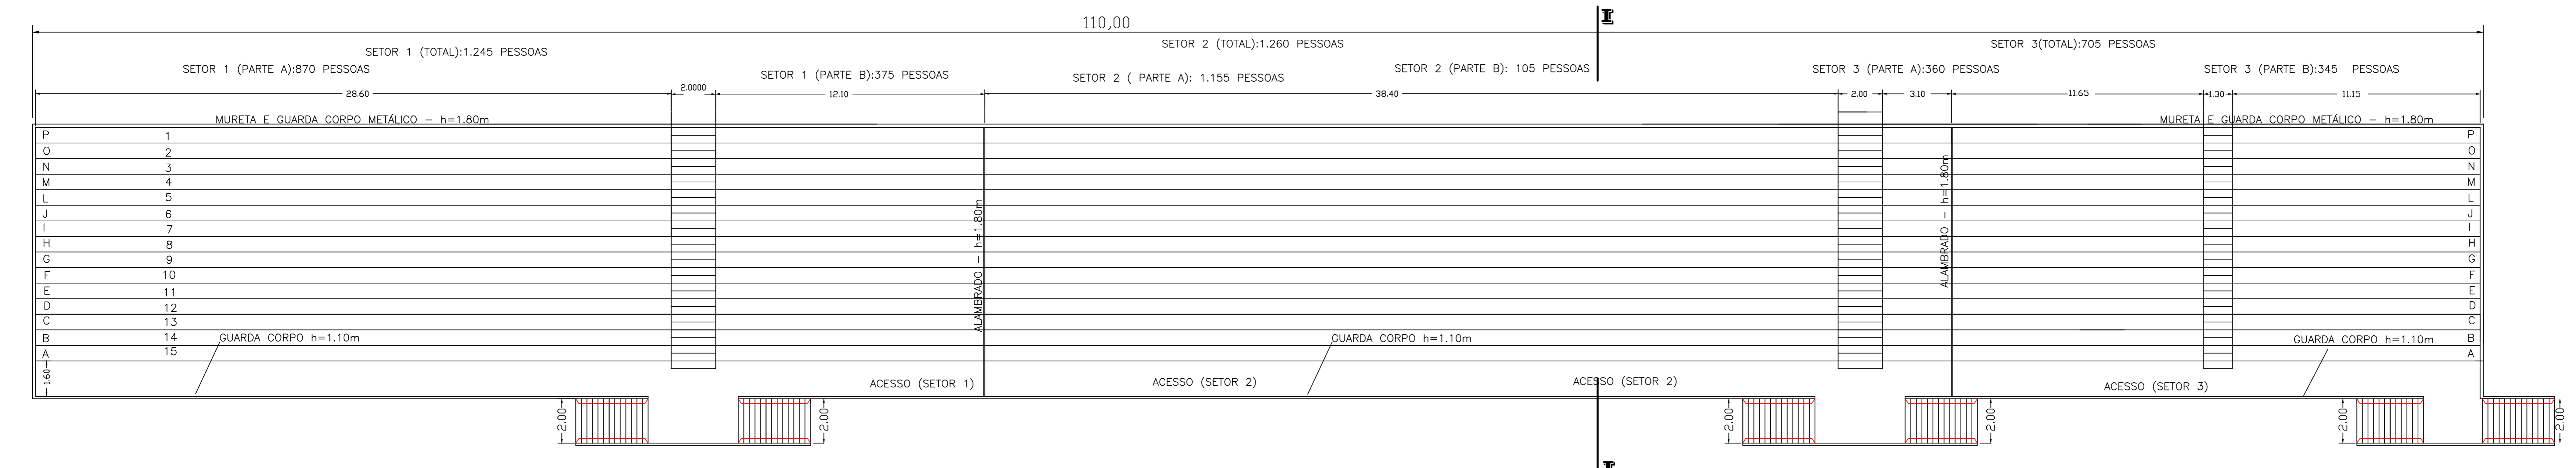 110,00
I
SETOR 1 (TOTAL):1.245 PESSOAS
SETOR 2 (TOTAL):1.260 PESSOAS
SETOR 3(TOTAL):705 PESSOAS
SETOR 1 (PARTE A):870 PESSOAS
SETOR 1 (PARTE B):375 PESSOAS
SETOR 2 ( PARTE A): 1.155 PESSOAS
SETOR 2 (PARTE B): 105 PESSOAS
SETOR 3 (PARTE A):360 PESSOAS
SETOR 3 (PARTE B):345 PESSOAS
28.60
2.0000
12.10
38.40
2.00
3.10
11.65
1.30
11.15
MURETA E GUARDA CORPO METÁLICO – h=1.80m
MURETA E GUARDA CORPO METÁLICO – h=1.80m
P 1 P
O 2 O
N 3 N
M 4 M
L 5 L
J 6 J
I 7 I
H 8 H
G 9 G
F 10 F
E 11 E
D 12 D
C 13 C
B 14 B
A 15 A
ALAMBRADO – h=1.80m
ALAMBRADO – h=1.80m
GUARDA CORPO h=1.10m
GUARDA CORPO h=1.10m
GUARDA CORPO h=1.10m
1.60
ACESSO (SETOR 1)
ACESSO (SETOR 2)
ACESSO (SETOR 2)
ACESSO (SETOR 3)
2.00
2.00
2.00
2.00
2.00
2.00
I